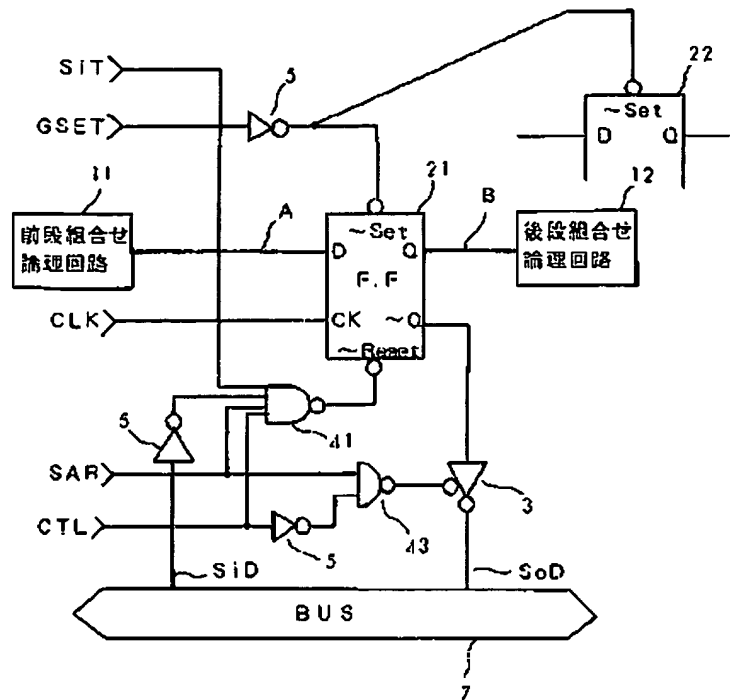 SiT
5
22
GSET
~Set
D
Q
11
21
12
A
B
前段組合せ
論理回路
~Set
D
Q
F.F
後段組合せ
論理回路
CLK
CK
~Q
~Reset
5
41
SAR
3
CTL
5
43
SiD
SoD
BUS
7